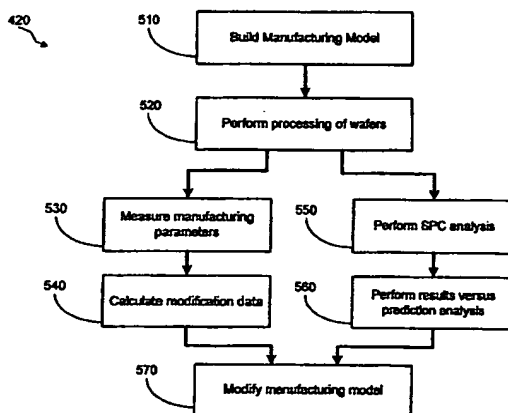 420
510
Build Manufacturing Model
520
Perform processing of wafers
530
Measure manufacturing
parameters
550
Perform SPC analysis
540
Calculate modification data
560
Perform results versus
prediction analysis
570
Modify manufacturing model